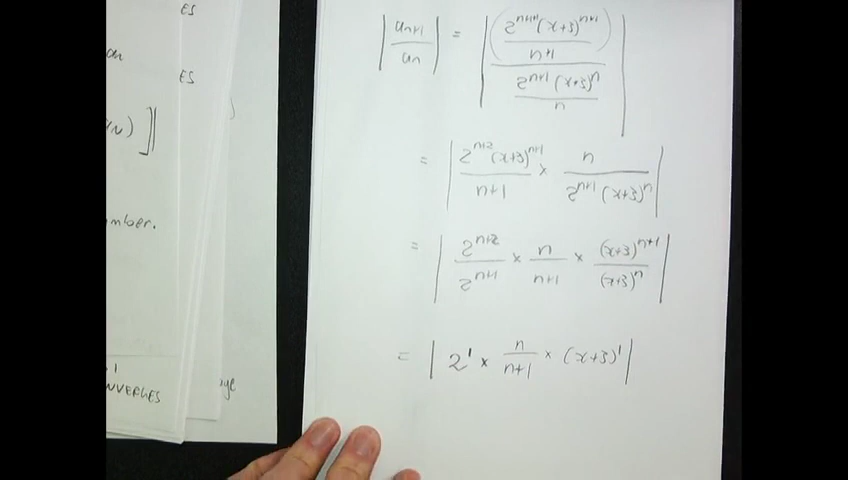 ES
ES
N) ]]
mber.
NVERGES
| u_{n+1} / u_n | = | ( 2^{n+1+1} (x+3)^{n+1} / n+1 ) / ( 2^{n+1} (x+3)^n / n ) |
= | 2^{n+2} (x+3)^{n+1} / n+1 × n / 2^{n+1} (x+3)^n |
= | 2^{n+2} / 2^{n+1} × n / n+1 × (x+3)^{n+1} / (x+3)^n |
= | 2^1 × n / n+1 × (x+3)^1 |